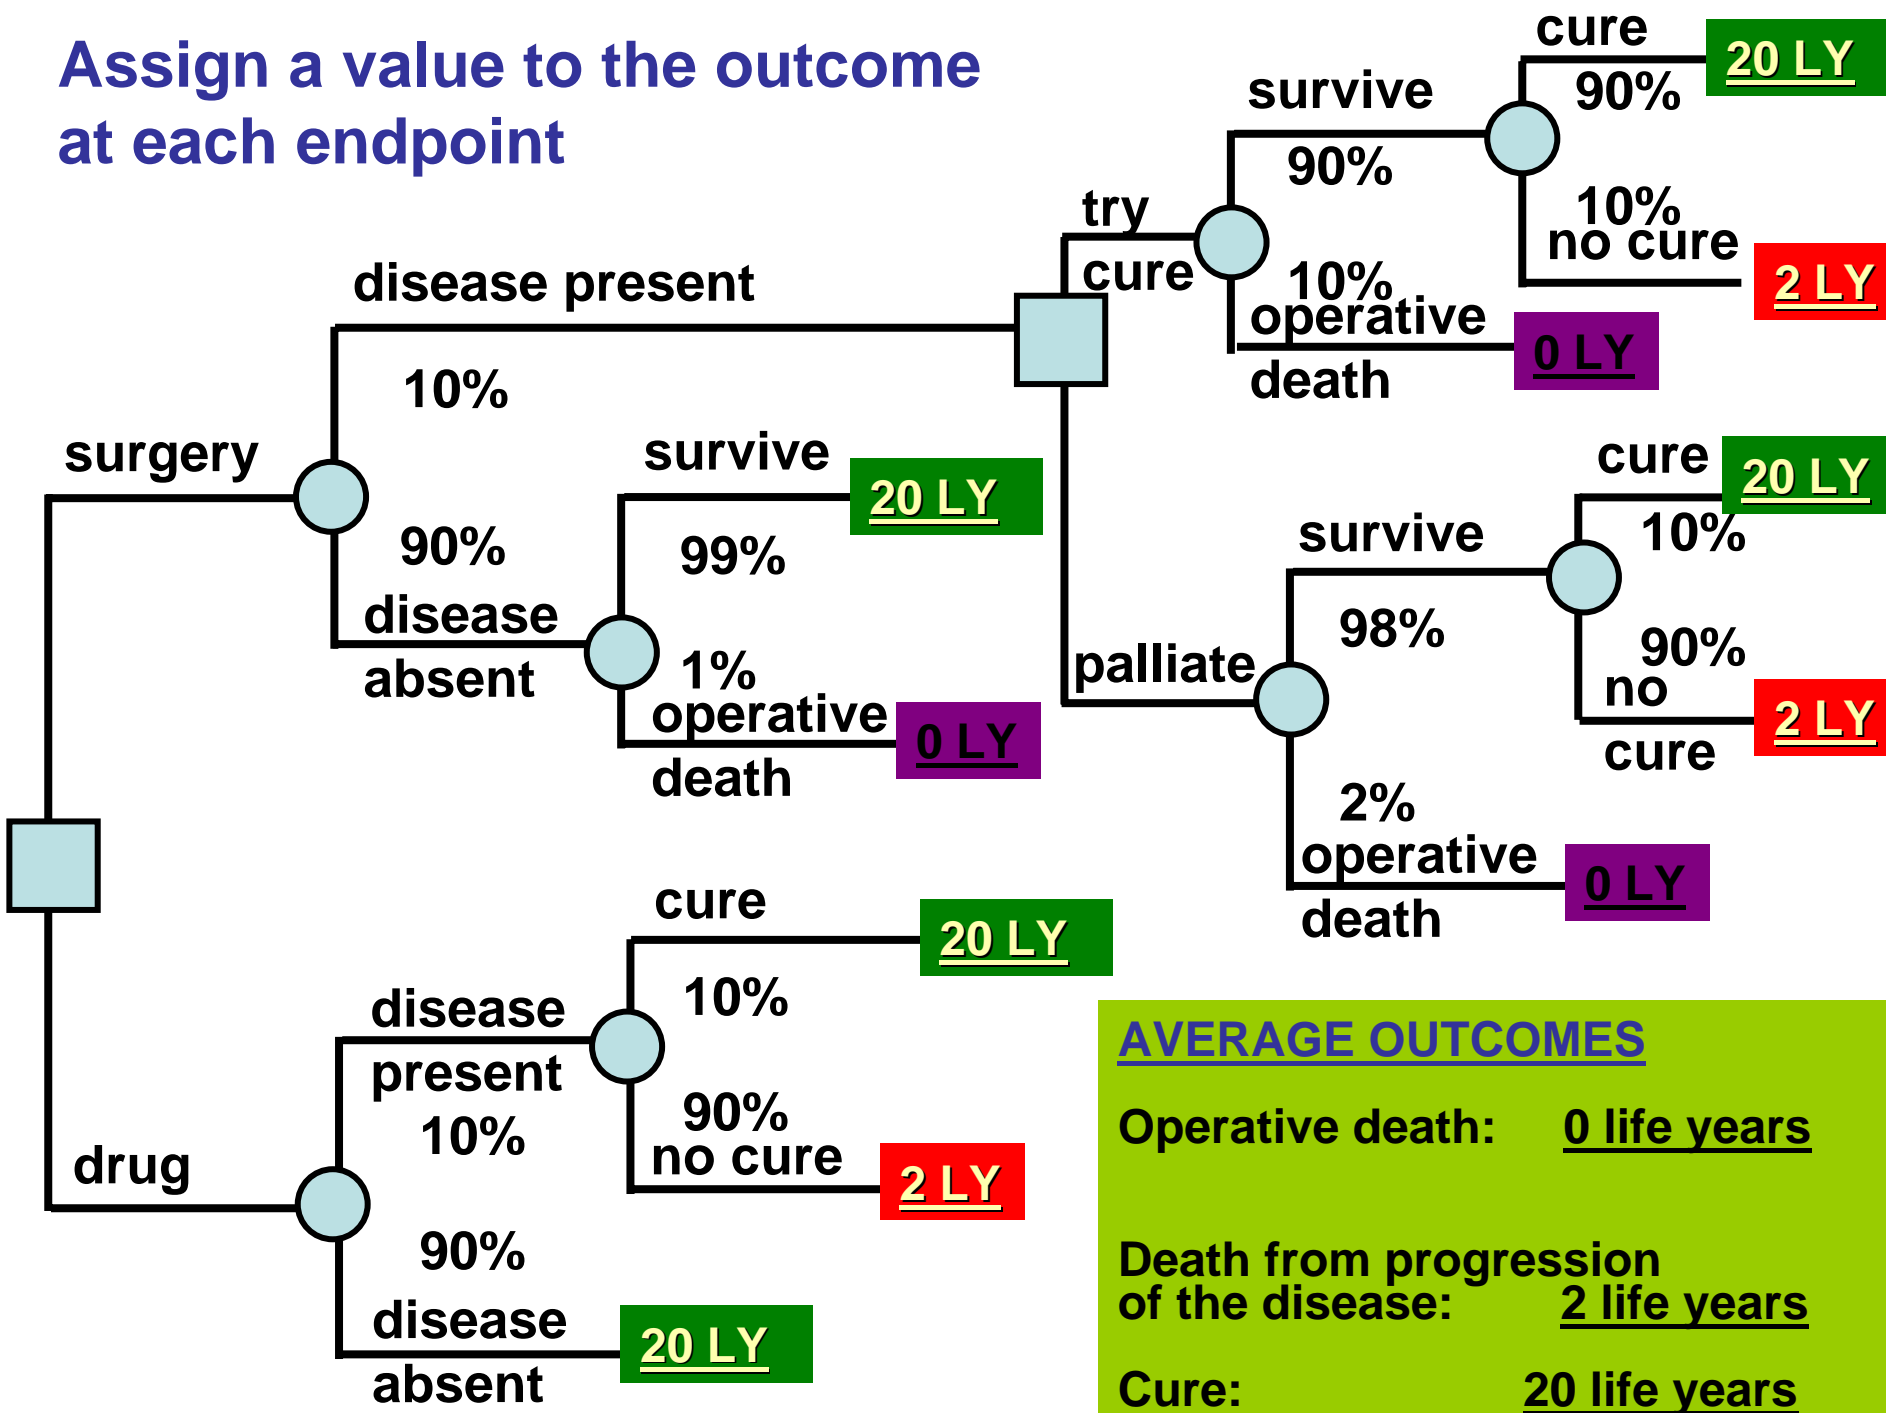 Assign a value to the outcome
at each endpoint
cure
20 LY
90%
survive
90%
10%
no cure
2 LY
try
cure
10%
operative
death
0 LY
disease present
10%
surgery
survive
20 LY
99%
90%
disease
absent
1%
operative
death
0 LY
cure
20 LY
10%
survive
98%
90%
no
cure
2 LY
palliate
2%
operative
death
0 LY
cure
20 LY
10%
disease
present
10%
90%
no cure
2 LY
drug
90%
disease
absent
20 LY
AVERAGE OUTCOMES
Operative death: 0 life years
Death from progression
of the disease: 2 life years
Cure: 20 life years